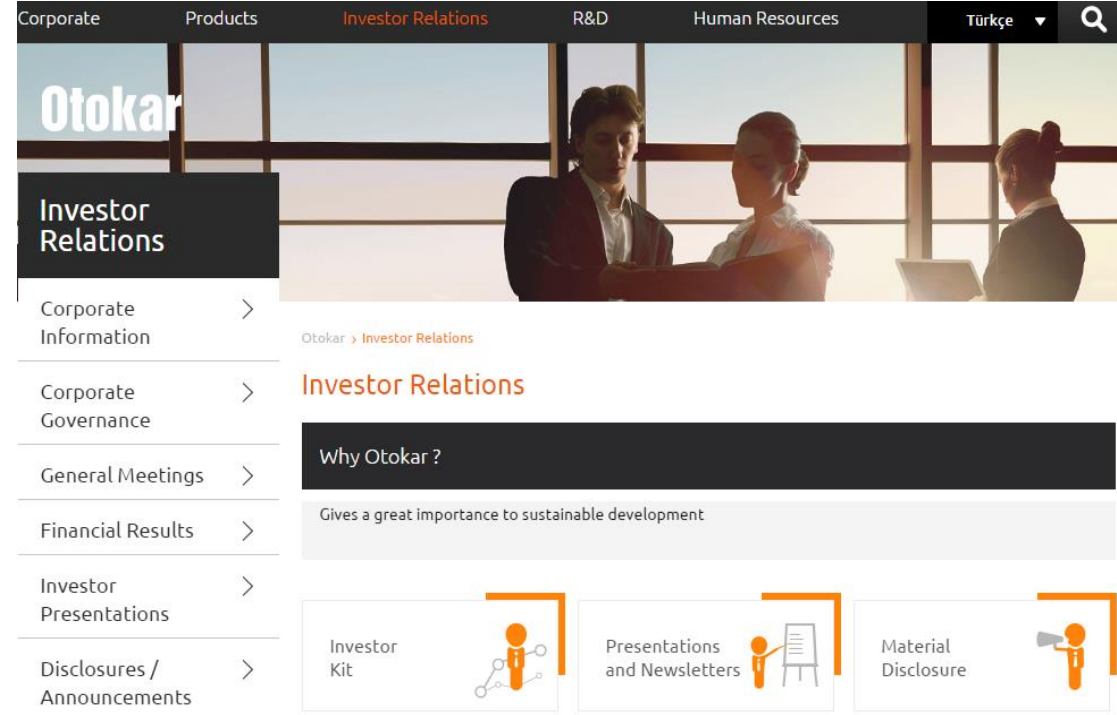 Corporate Products Investor Relations R&D Human Resources Türkçe
Otokar
Investor
Relations
Corporate
Information
Corporate
Governance
General Meetings
Financial Results
Investor
Presentations
Disclosures /
Announcements
Otokar › Investor Relations
Investor Relations
Why Otokar ?
Gives a great importance to sustainable development
Investor
Kit
Presentations
and Newsletters
Material
Disclosure